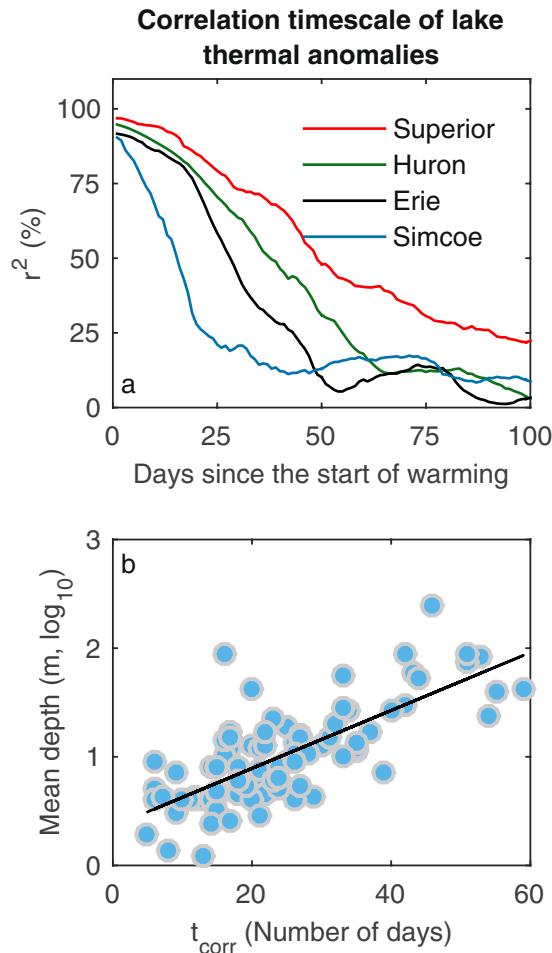 Correlation timescale of lake
thermal anomalies
100
75
50
25
0
r² (%)
Superior
Huron
Erie
Simcoe
a
0 25 50 75 100
Days since the start of warming
3
2
1
0
Mean depth (m, log₁₀)
b
0 20 40 60
t_corr (Number of days)